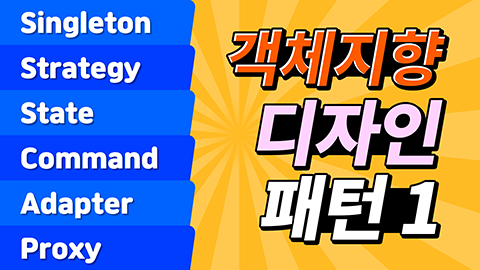 Singleton
Strategy
State
Command
Adapter
Proxy
객체지향
디자인
패턴 1